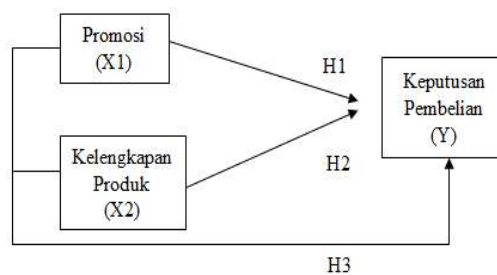 Promosi
(X1)
H1
Keputusan
Pembelian
(Y)
Kelengkapan
Produk
(X2)
H2
H3